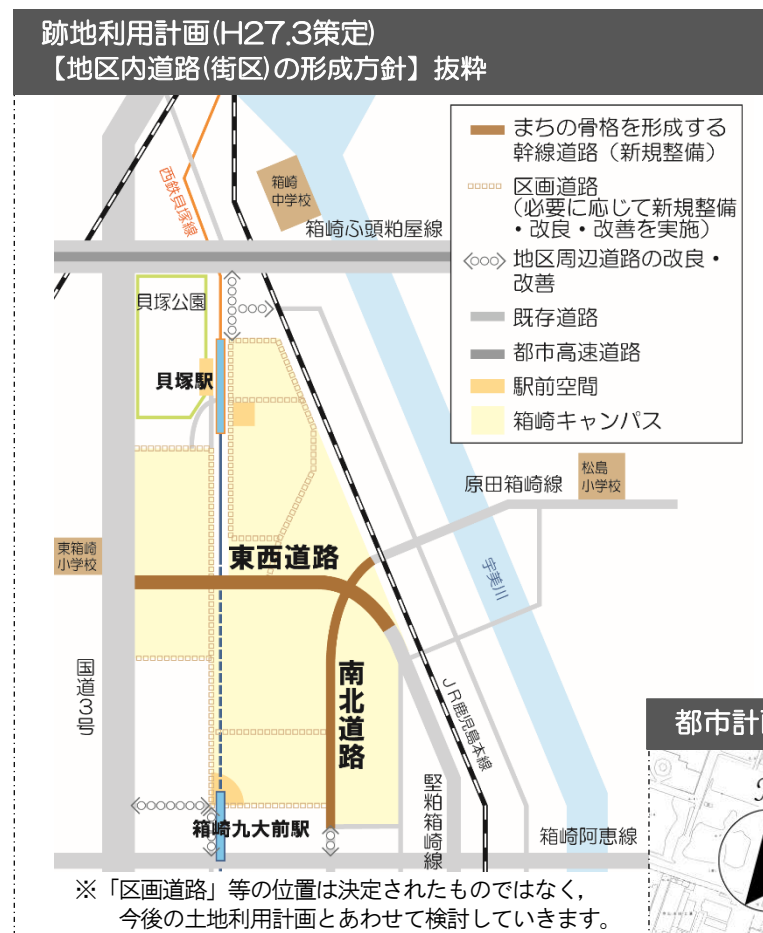 跡地利用計画(H27.3策定)
【地区内道路(街区)の形成方針】抜粋
まちの骨格を形成する
幹線道路（新規整備）
区画道路
（必要に応じて新規整備
・改良・改善を実施）
地区周辺道路の改良・
改善
既存道路
都市高速道路
駅前空間
箱崎キャンパス
西鉄貝塚線
箱崎
中学校
箱崎ふ頭粕屋線
貝塚公園
貝塚駅
原田箱崎線
松島
小学校
東箱崎
小学校
東西道路
宇美川
国道3号
南北道路
JR鹿児島本線
都市計画
堅粕箱崎線
箱崎九大前駅
箱崎阿恵線
※「区画道路」等の位置は決定されたものではなく，
今後の土地利用計画とあわせて検討していきます。